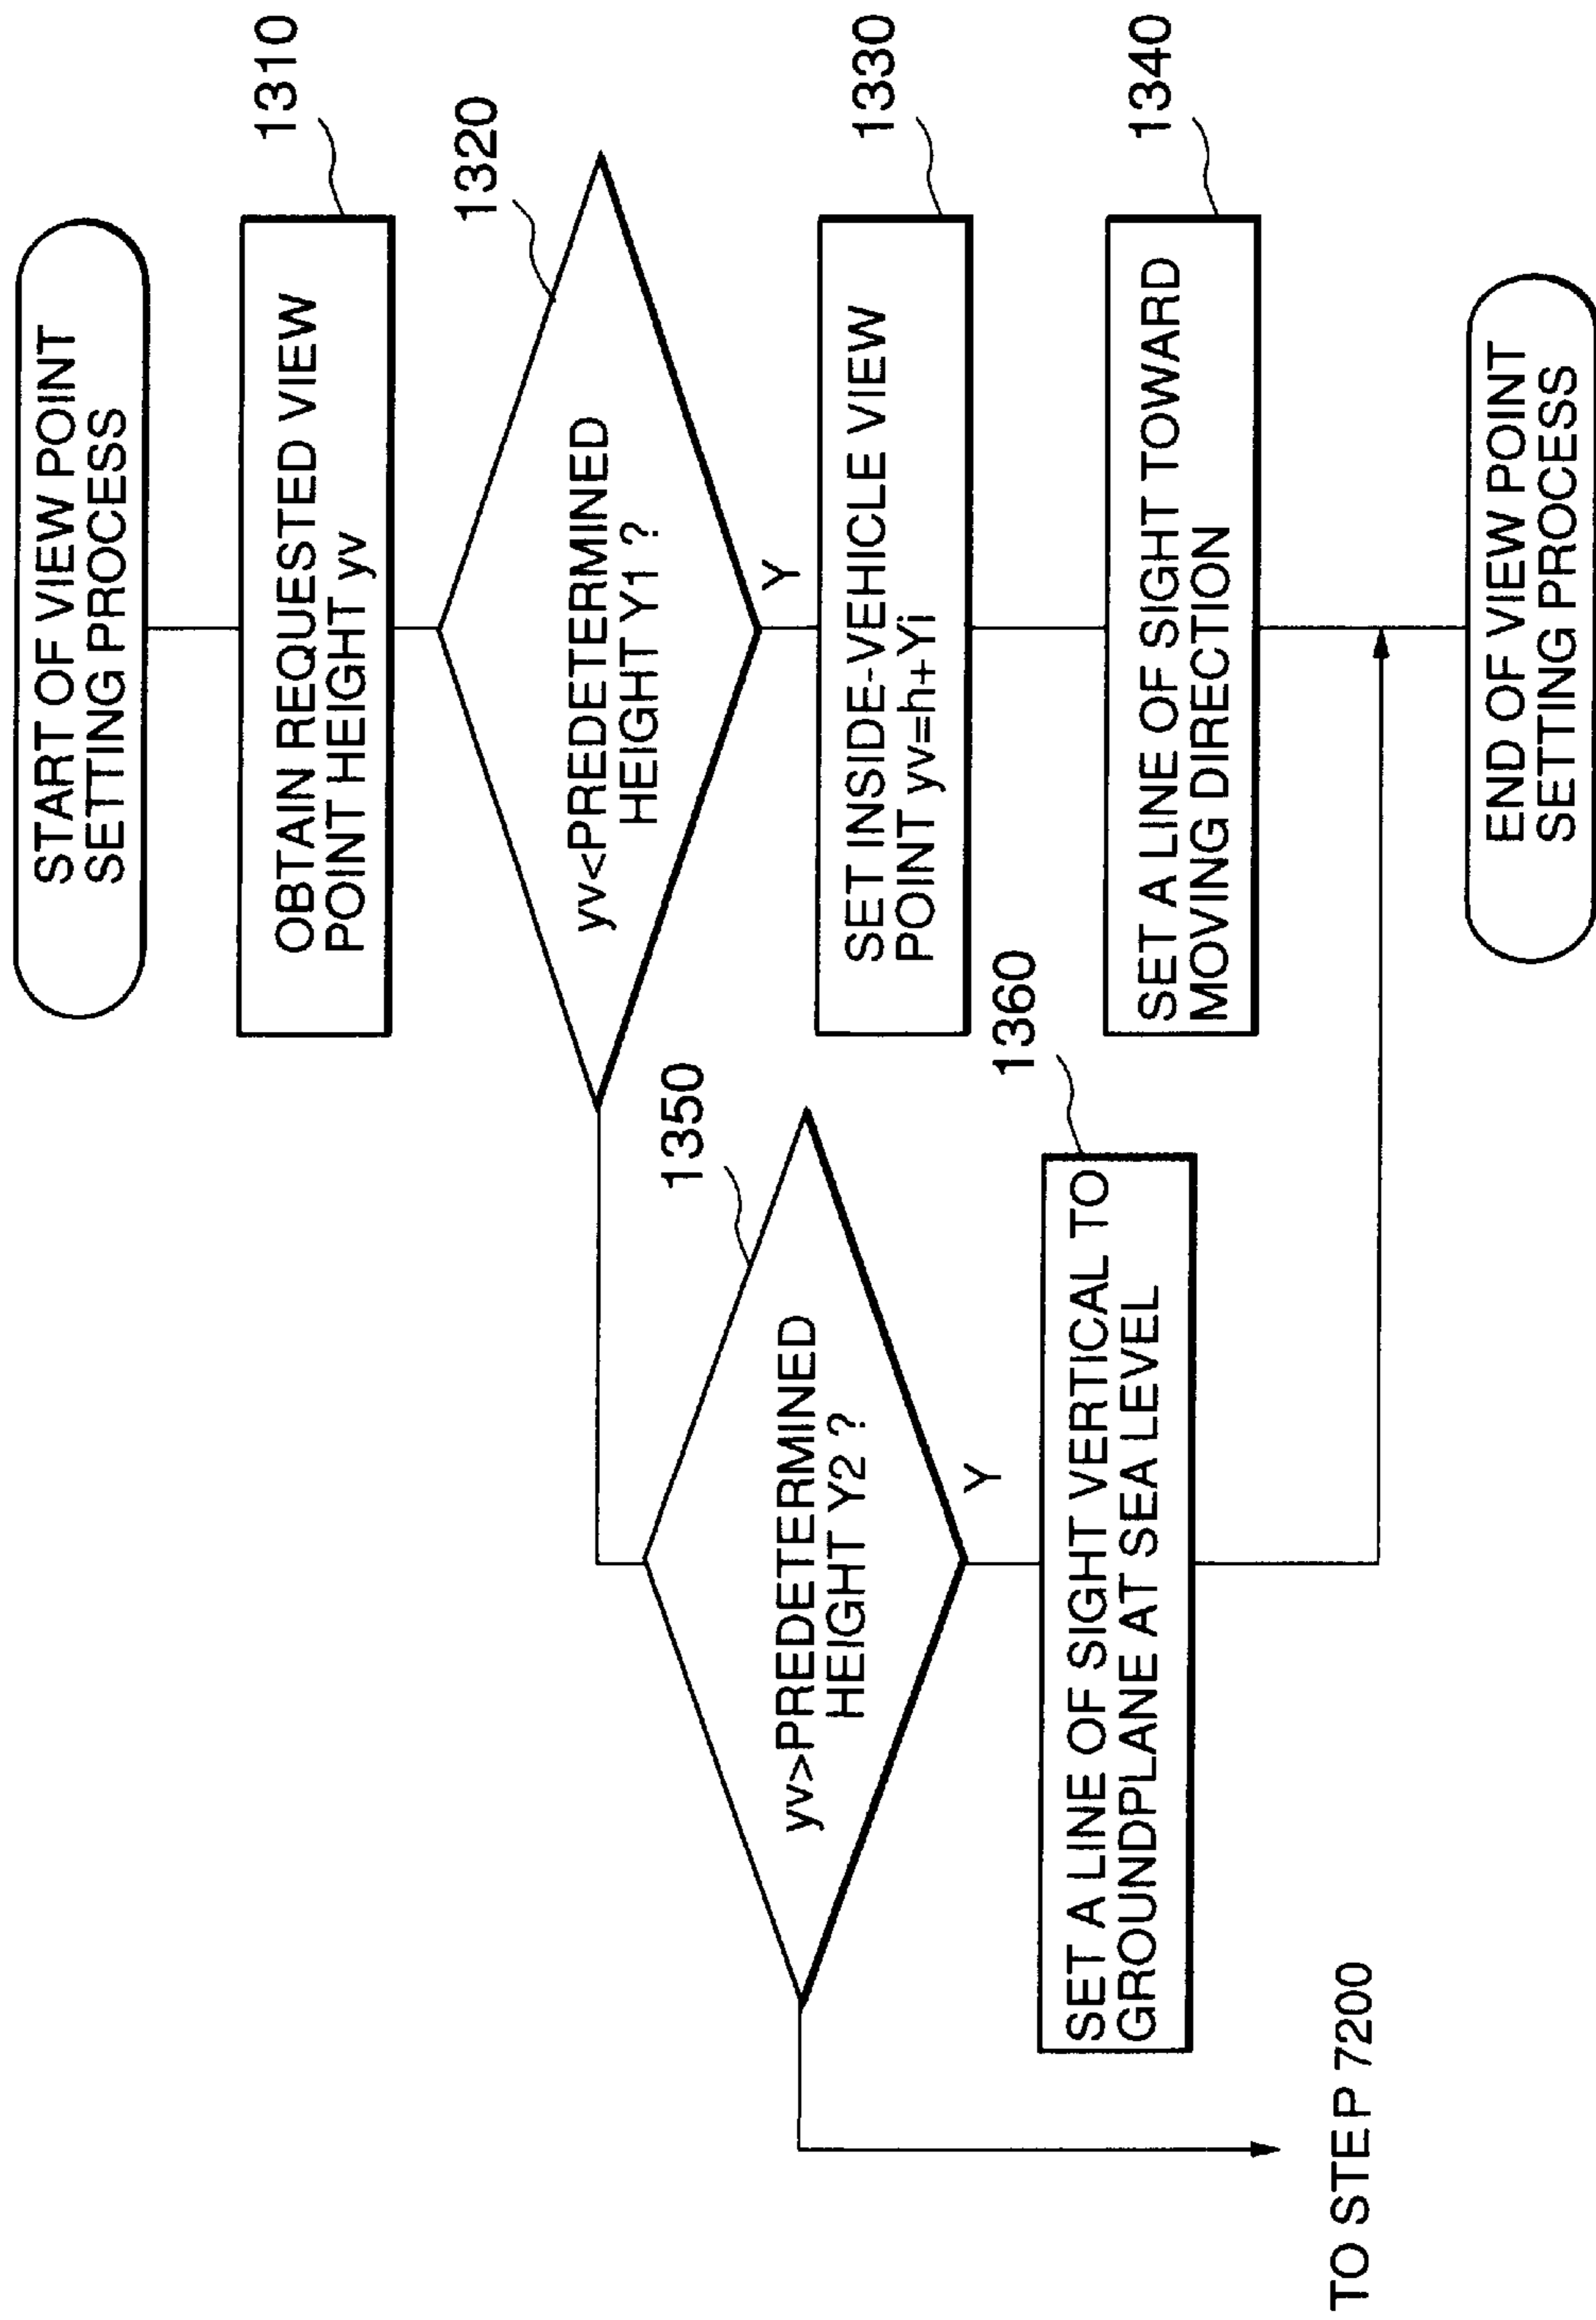 START OF VIEW POINT
SETTING PROCESS
1310
OBTAIN REQUESTED VIEW
POINT HEIGHT yv
1320
yv<PREDETERMINED
HEIGHT Y1 ?
Y
1330
SET INSIDE-VEHICLE VIEW
POINT yv=h+Yi
1340
SET A LINE OF SIGHT TOWARD
MOVING DIRECTION
1350
yv>PREDETERMINED
HEIGHT Y2 ?
Y
1360
SET A LINE OF SIGHT VERTICAL TO
GROUNDPLANE AT SEA LEVEL
TO STEP 7200
END OF VIEW POINT
SETTING PROCESS